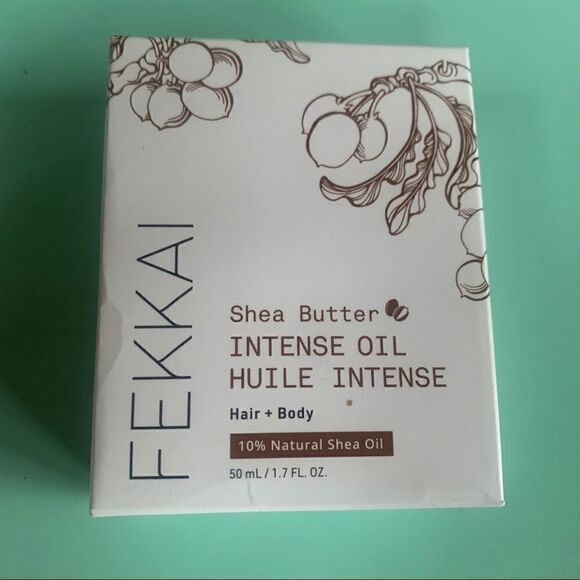 FEKKAI
Shea Butter
INTENSE OIL
HUILE INTENSE
Hair + Body
10% Natural Shea Oil
50 mL / 1.7 FL. OZ.